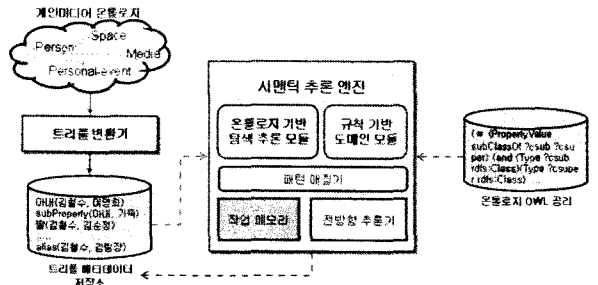 개인미디어 온톨로지
Space
Person
Media
Personal-event
트리플 변환기
아내(김철수, 이영희)
subProperty(아내, 가족)
딸(김철수, 김순정)
......
alias(김철수, 김팀장)
트리플 메타데이터
저장소
시맨틱 추론 엔진
온톨로지 기반
탐색 추론 모듈
규칙 기반
도메인 모듈
패턴 매칭기
작업 메모리
전방향 추론기
(=> (PropertyValue
subClassOf ?csub ?csu
per) (and (Type ?csub
rdfs:Class)(Type ?csupe
r rdfs:Class)...
온톨로지 OWL 공리